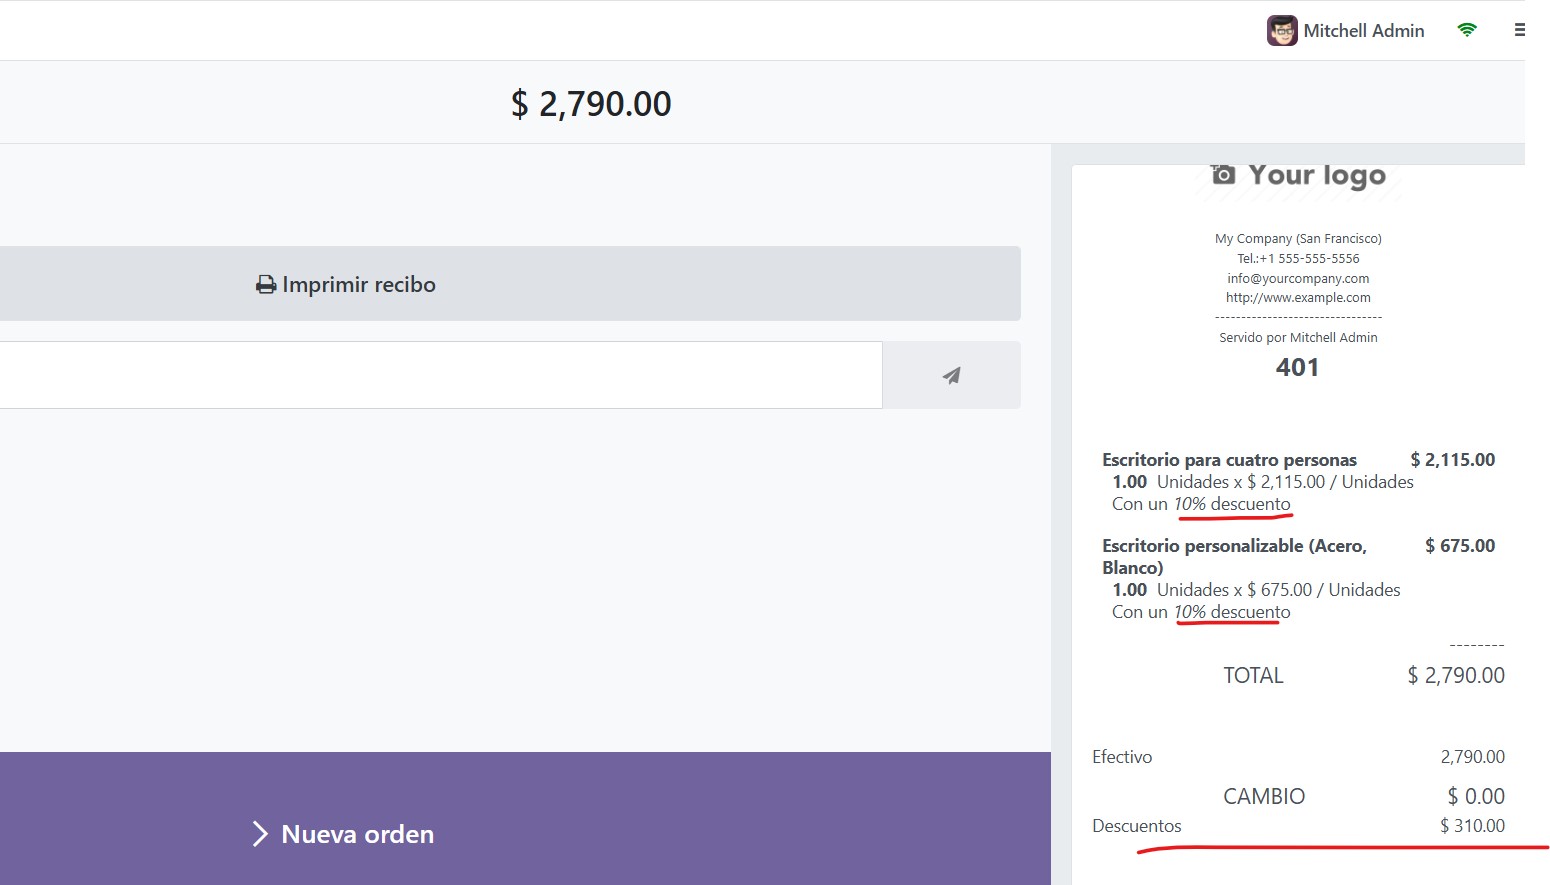 Mitchell Admin
$ 2,790.00
Imprimir recibo
Nueva orden
Your logo
My Company (San Francisco)
Tel.:+1 555-555-5556
info@yourcompany.com
http://www.example.com
--------------------------------
Servido por Mitchell Admin
401
Escritorio para cuatro personas $ 2,115.00
1.00 Unidades x $ 2,115.00 / Unidades
Con un 10% descuento
Escritorio personalizable (Acero, $ 675.00
Blanco)
1.00 Unidades x $ 675.00 / Unidades
Con un 10% descuento
--------
TOTAL $ 2,790.00
Efectivo 2,790.00
CAMBIO $ 0.00
Descuentos $ 310.00